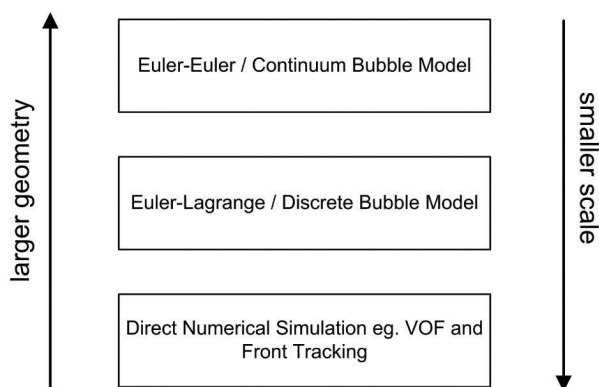 Euler-Euler / Continuum Bubble Model
larger geometry
smaller scale
Euler-Lagrange / Discrete Bubble Model
Direct Numerical Simulation eg. VOF and
Front Tracking